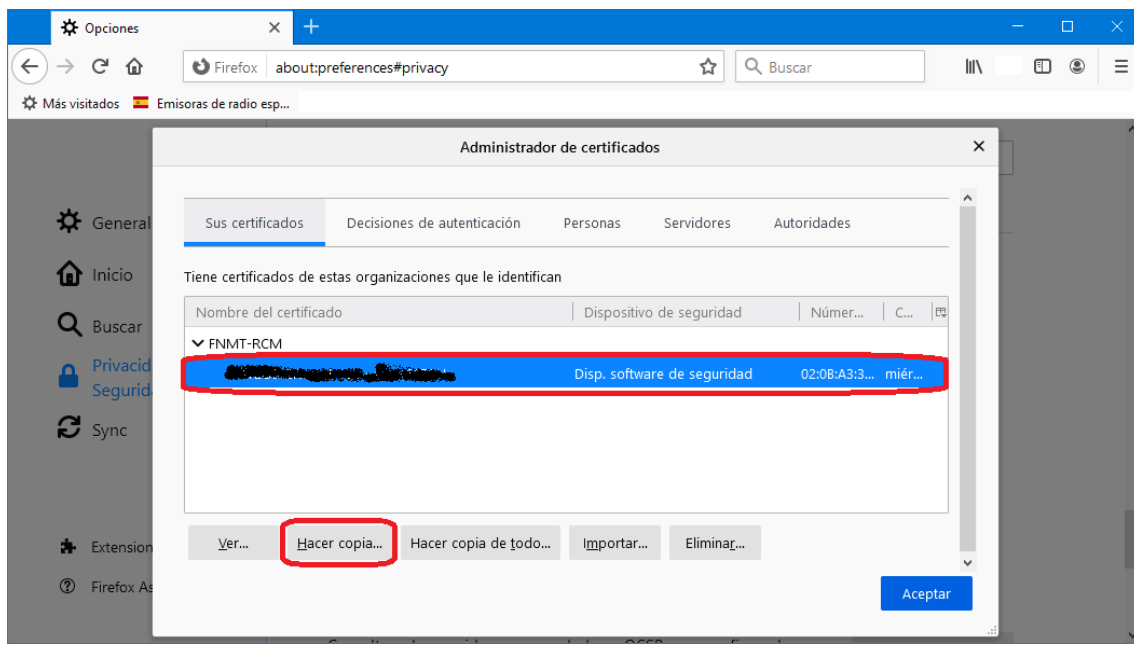 Opciones
Firefox about:preferences#privacy Buscar
Más visitados Emisoras de radio esp...
Administrador de certificados
General
Inicio
Buscar
Privacid
Segurid
Sync
Extension
Firefox As
Sus certificados Decisiones de autenticación Personas Servidores Autoridades
Tiene certificados de estas organizaciones que le identifican
Nombre del certificado Dispositivo de seguridad Númer... C...
FNMT-RCM
Disp. software de seguridad 02:0B:A3:3... miér...
Ver... Hacer copia... Hacer copia de todo... Importar... Eliminar...
Aceptar